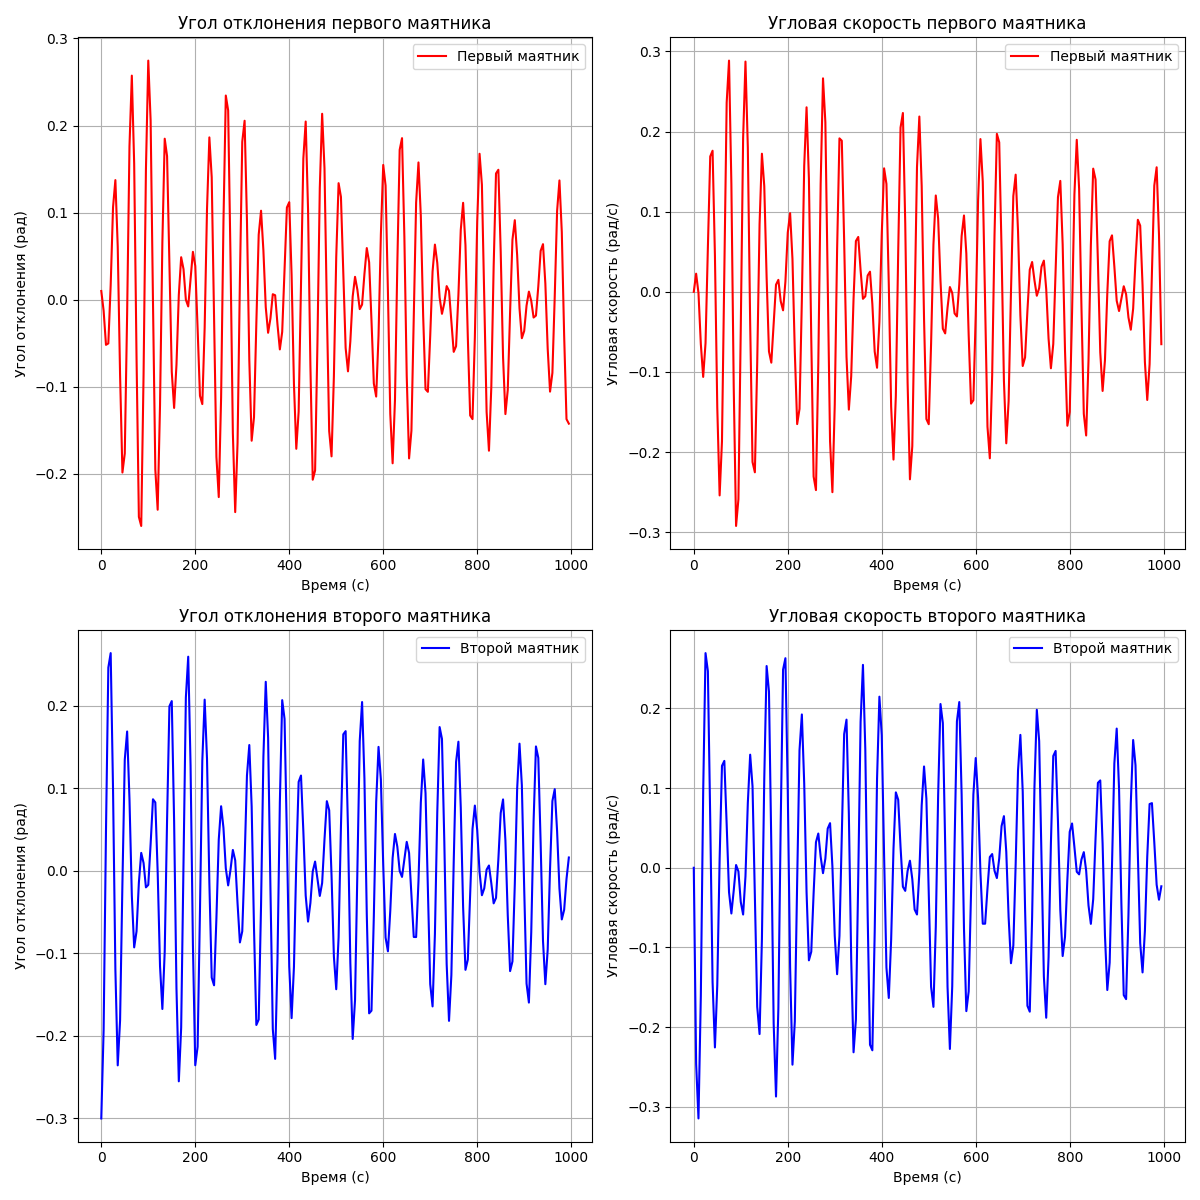 Угол отклонения первого маятника
Угол отклонения (рад)
0.3
0.2
0.1
0.0
−0.1
−0.2
Первый маятник
0 200 400 600 800 1000
Время (с)
Угловая скорость первого маятника
Угловая скорость (рад/с)
0.3
0.2
0.1
0.0
−0.1
−0.2
−0.3
Первый маятник
0 200 400 600 800 1000
Время (с)
Угол отклонения второго маятника
Угол отклонения (рад)
0.2
0.1
0.0
−0.1
−0.2
−0.3
Второй маятник
0 200 400 600 800 1000
Время (с)
Угловая скорость второго маятника
Угловая скорость (рад/с)
0.2
0.1
0.0
−0.1
−0.2
−0.3
Второй маятник
0 200 400 600 800 1000
Время (с)